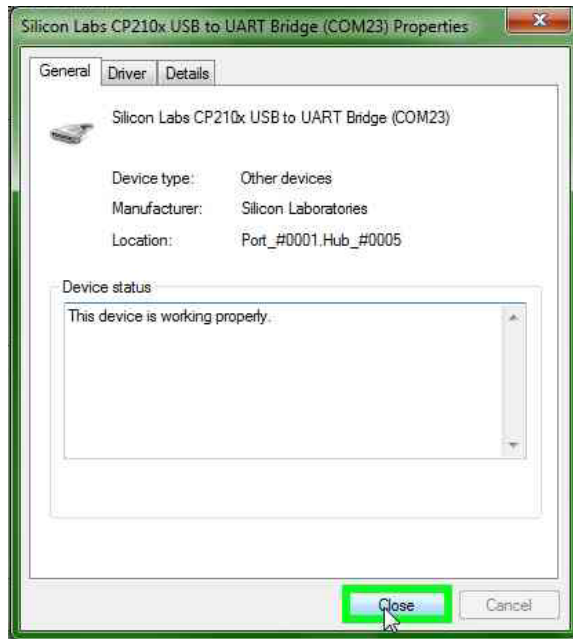 Silicon Labs CP210x USB to UART Bridge (COM23) Properties
General Driver Details
Silicon Labs CP210x USB to UART Bridge (COM23)
Device type: Other devices
Manufacturer: Silicon Laboratories
Location: Port_#0001.Hub_#0005
Device status
This device is working properly.
Close Cancel